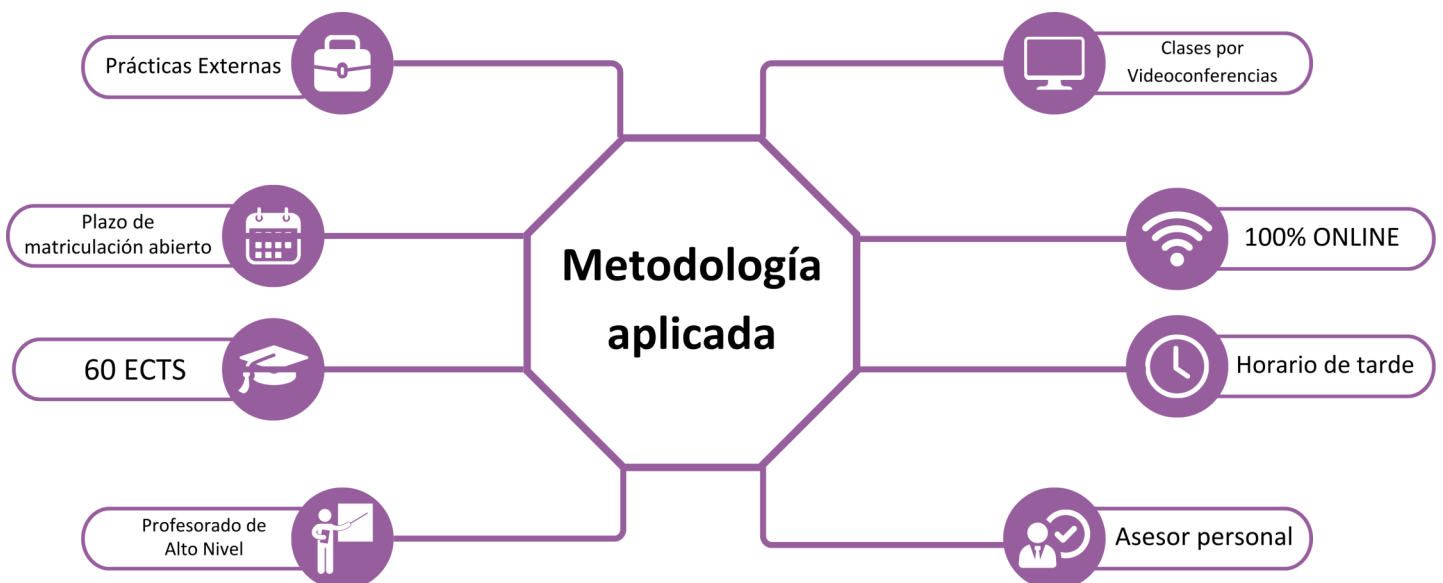 Prácticas Externas
Clases por
Videoconferencias
Plazo de
matriculación abierto
100% ONLINE
Metodología
aplicada
60 ECTS
Horario de tarde
Profesorado de
Alto Nivel
Asesor personal